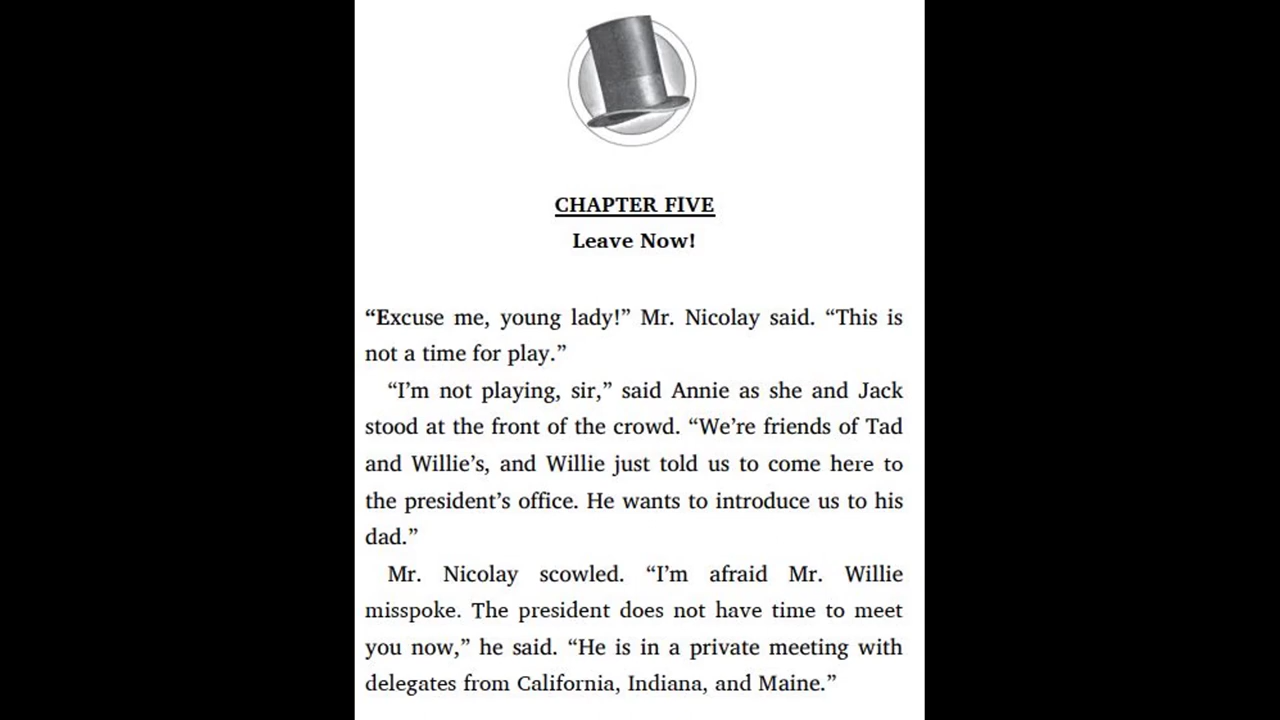 CHAPTER FIVE
Leave Now!
“Excuse me, young lady!” Mr. Nicolay said. “This is
not a time for play.”
“I’m not playing, sir,” said Annie as she and Jack
stood at the front of the crowd. “We’re friends of Tad
and Willie’s, and Willie just told us to come here to
the president’s office. He wants to introduce us to his
dad.”
Mr. Nicolay scowled. “I’m afraid Mr. Willie
misspoke. The president does not have time to meet
you now,” he said. “He is in a private meeting with
delegates from California, Indiana, and Maine.”